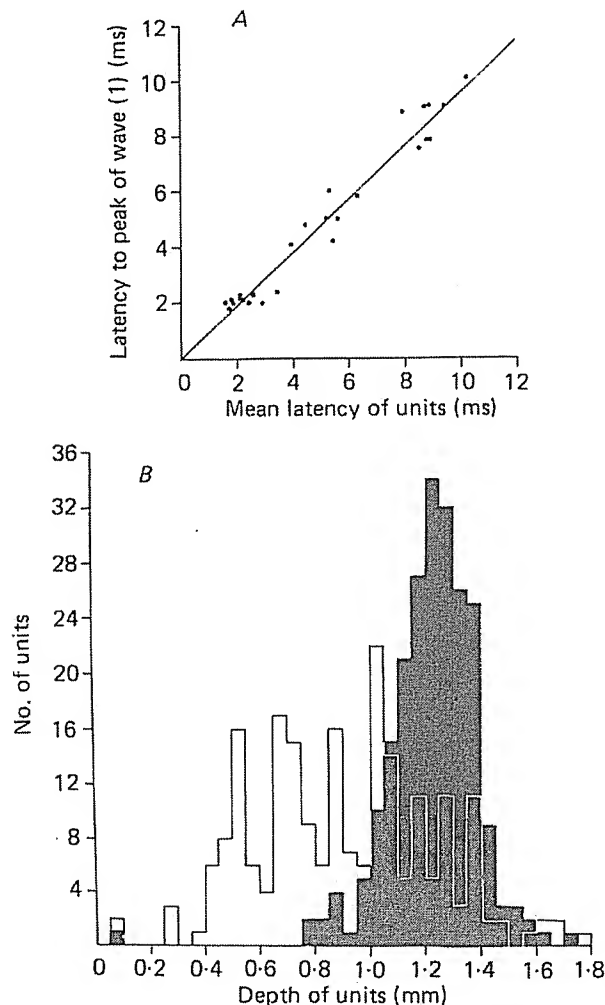 A
Latency to peak of wave (1) (ms)
12
10
8
6
4
2
0 2 4 6 8 10 12
Mean latency of units (ms)
B
No. of units
36
32
28
24
20
16
12
8
4
0 0·2 0·4 0·6 0·8 1·0 1·2 1·4 1·6 1·8
Depth of units (mm)